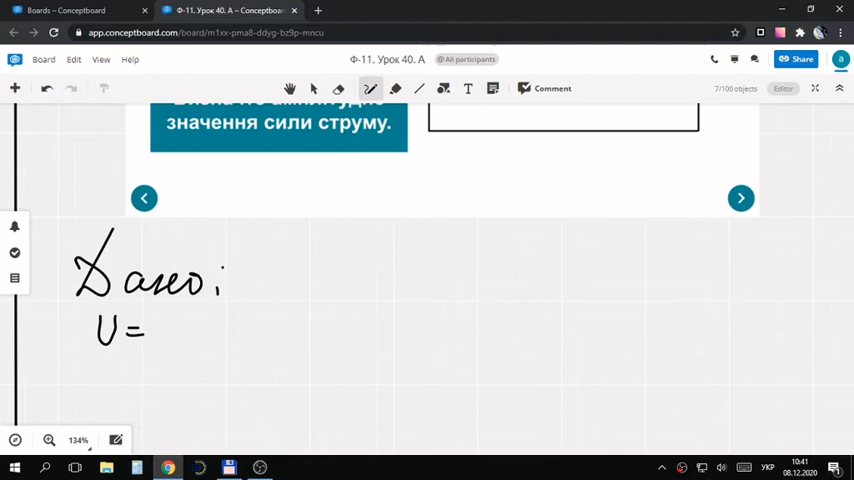 Boards – Conceptboard
Ф-11. Урок 40. А – Conceptboard
app.conceptboard.com/board/m1xx-pma8-ddyg-bz9p-mncu
Board Edit View Help
Ф-11. Урок 40. А
All participants
Share
a
T
Comment
7/100 objects
Editor
значення сили струму.
Дано:
U =
134%
УКР
10:41
08.12.2020